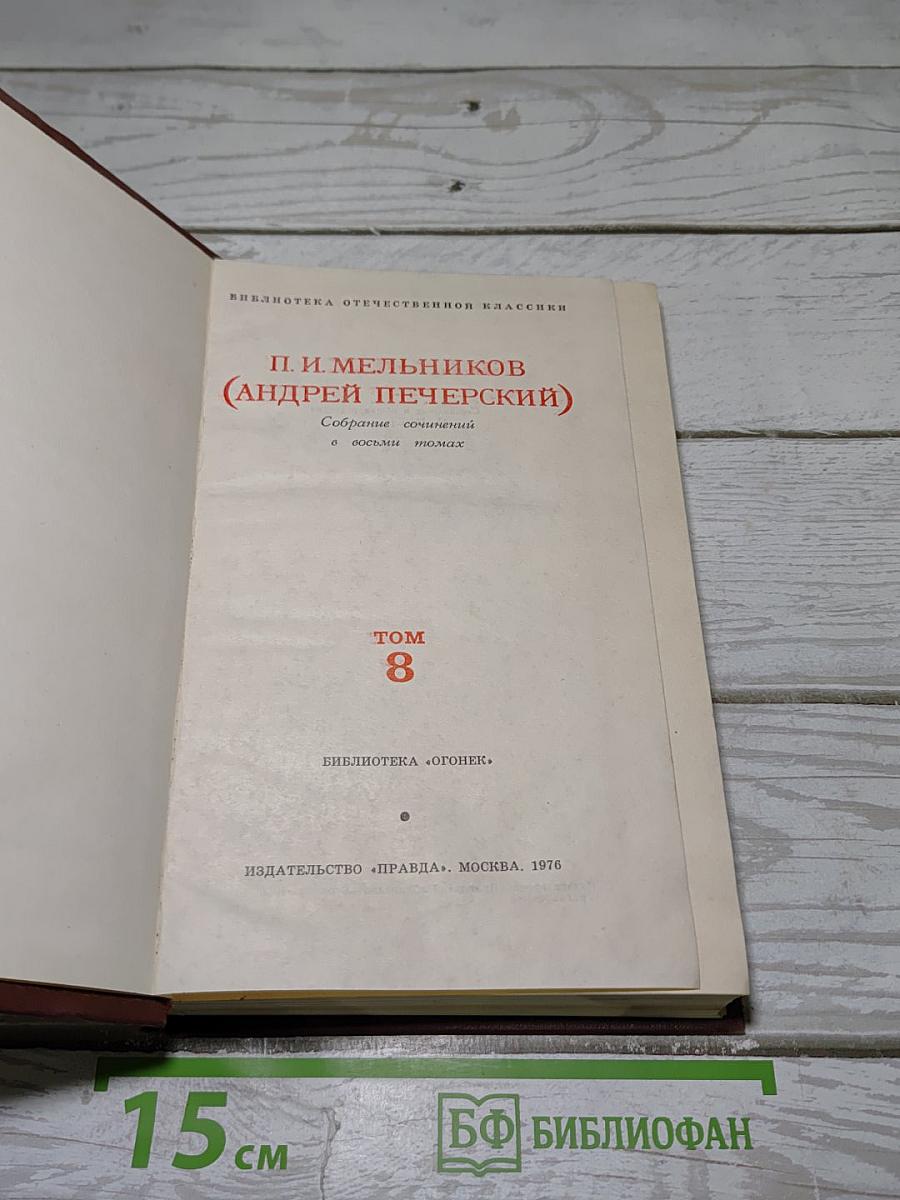 БИБЛИОТЕКА ОТЕЧЕСТВЕННОЙ КЛАССИКИ
П. И. МЕЛЬНИКОВ
(АНДРЕЙ ПЕЧЕРСКИЙ)
Собрание сочинений
в восьми томах
ТОМ
8
БИБЛИОТЕКА «ОГОНЕК»
ИЗДАТЕЛЬСТВО «ПРАВДА». МОСКВА. 1976
15 см
БФ БИБЛИОФАН